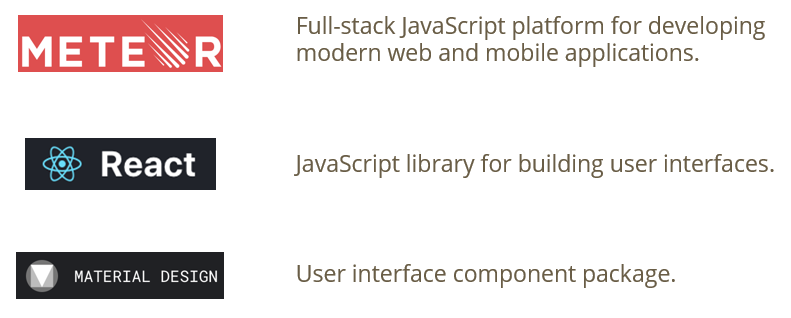 METEOR
Full-stack JavaScript platform for developing
modern web and mobile applications.
React
JavaScript library for building user interfaces.
MATERIAL DESIGN
User interface component package.